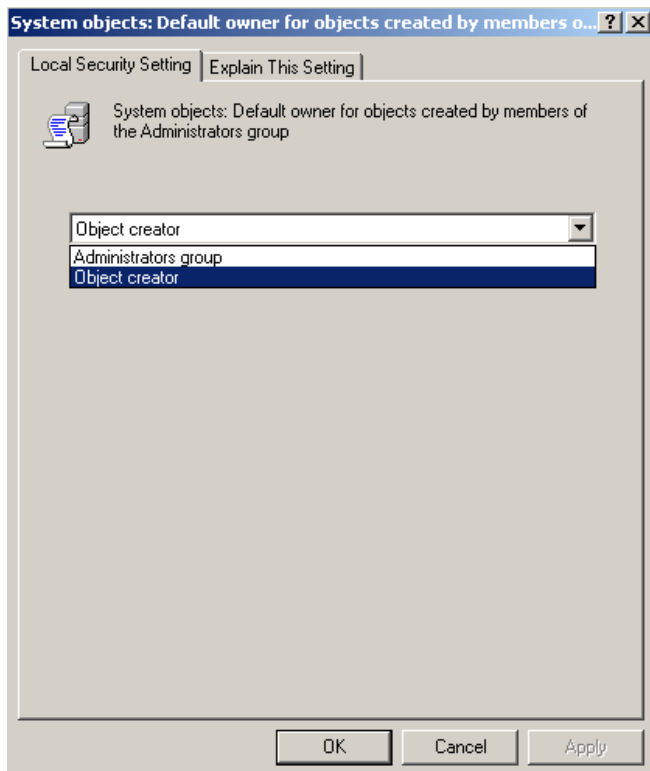 System objects: Default owner for objects created by members o...
Local Security Setting
Explain This Setting
System objects: Default owner for objects created by members of
the Administrators group
Object creator
Administrators group
Object creator
OK
Cancel
Apply